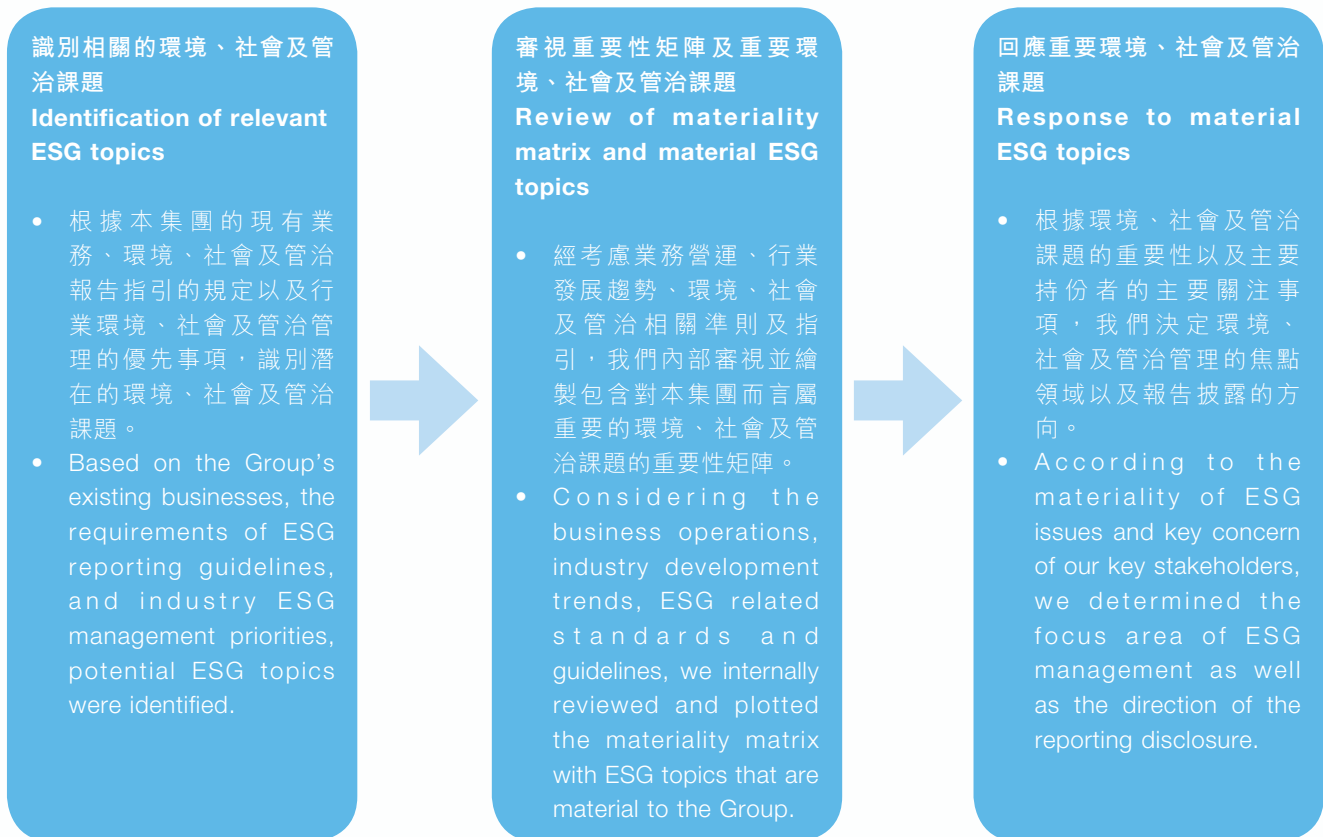 識別相關的環境、社會及管
治課題
Identification of relevant
ESG topics
• 根據本集團的現有業
務、環境、社會及管治
報告指引的規定以及行
業環境、社會及管治管
理的優先事項，識別潛
在的環境、社會及管治
課題。
• Based on the Group’s
existing businesses, the
requirements of ESG
reporting guidelines,
and industry ESG
management priorities,
potential ESG topics
were identified.
審視重要性矩陣及重要環
境、社會及管治課題
Review of materiality
matrix and material ESG
topics
• 經考慮業務營運、行業
發展趨勢、環境、社會
及管治相關準則及指
引，我們內部審視並繪
製包含對本集團而言屬
重要的環境、社會及管
治課題的重要性矩陣。
• Considering the
business operations,
industry development
trends, ESG related
standards and
guidelines, we internally
reviewed and plotted
the materiality matrix
with ESG topics that are
material to the Group.
回應重要環境、社會及管治
課題
Response to material
ESG topics
• 根據環境、社會及管治
課題的重要性以及主要
持份者的主要關注事
項，我們決定環境、
社會及管治管理的焦點
領域以及報告披露的方
向。
• According to the
materiality of ESG
issues and key concern
of our key stakeholders,
we determined the
focus area of ESG
management as well
as the direction of the
reporting disclosure.